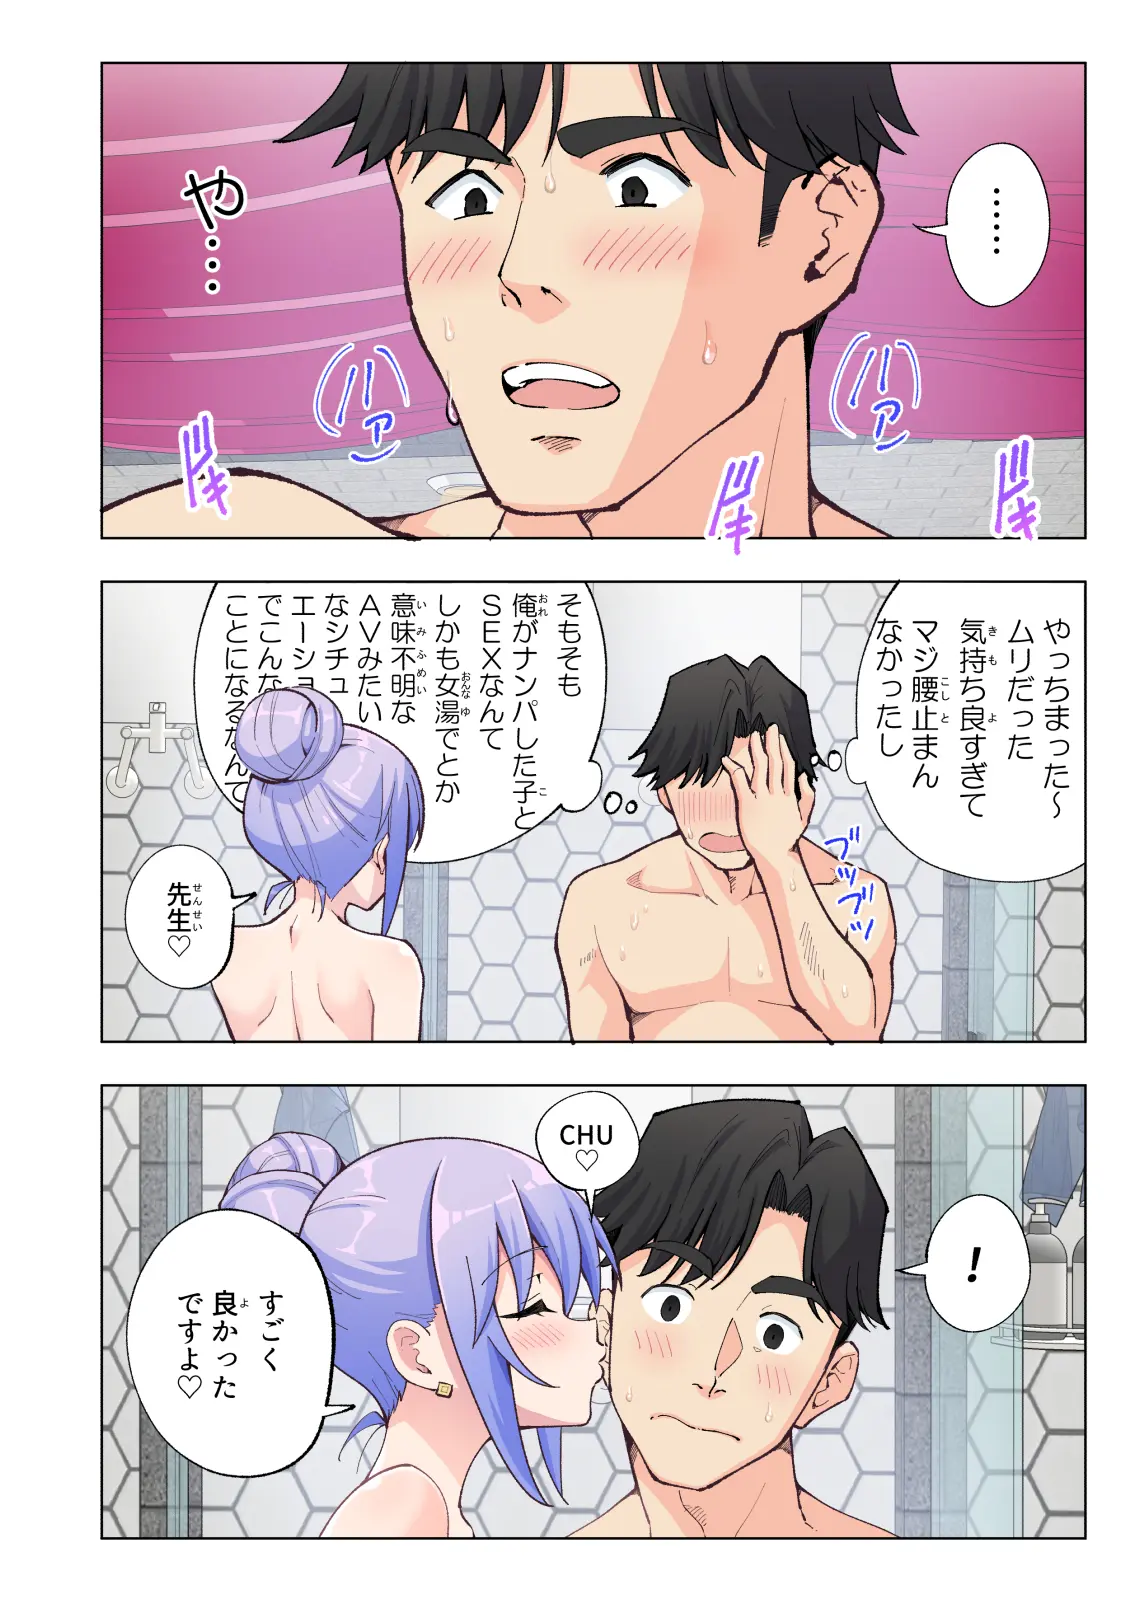 ……
や…
ハァ
ハァ
ドキ
ドキ
ドキ
やっちまった～
ムリだった
気持ち良すぎて
マジ腰止まん
なかったし
そもそも
俺がナンパした子と
SEXなんて
しかも女湯でとか
意味不明な
AVみたい
なシチュ
エーショ
でこんな
ことになるなんて
ブツブツ
先生♡
CHU
♡
！
すごく
良かった
ですよ♡